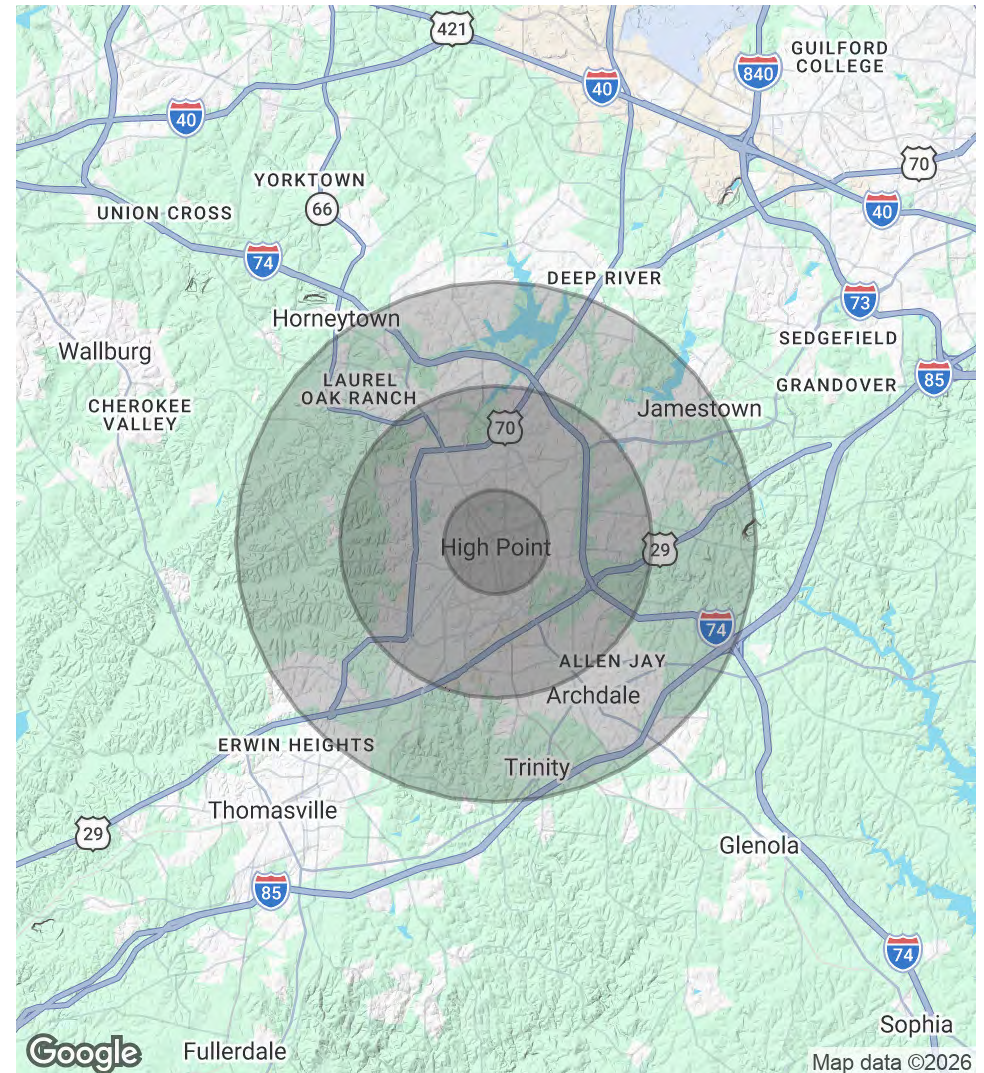 421
GUILFORD
COLLEGE
840
40
40
70
YORKTOWN
66
40
UNION CROSS
74
DEEP RIVER
73
Horneytown
SEDGEFIELD
Wallburg
85
GRANDOVER
LAUREL
OAK RANCH
CHEROKEE
VALLEY
Jamestown
70
High Point
29
74
ALLEN JAY
Archdale
ERWIN HEIGHTS
Trinity
Thomasville
29
Glenola
85
74
Sophia
Google
Fullerdale
Map data ©2026